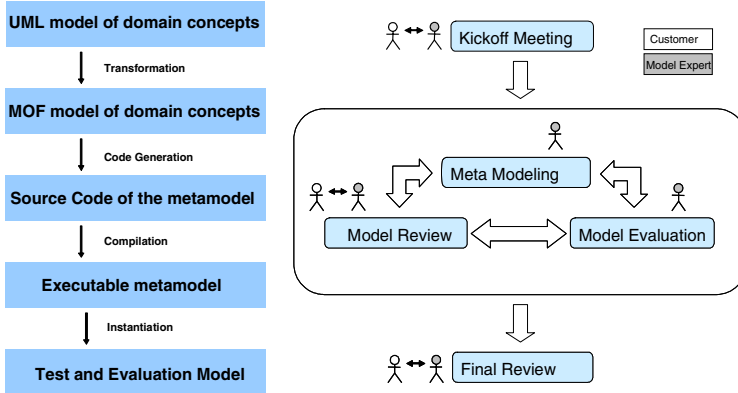 UML model of domain concepts
Transformation
MOF model of domain concepts
Code Generation
Source Code of the metamodel
Compilation
Executable metamodel
Instantiation
Test and Evaluation Model
Kickoff Meeting
Customer
Model Expert
Meta Modeling
Model Review
Model Evaluation
Final Review